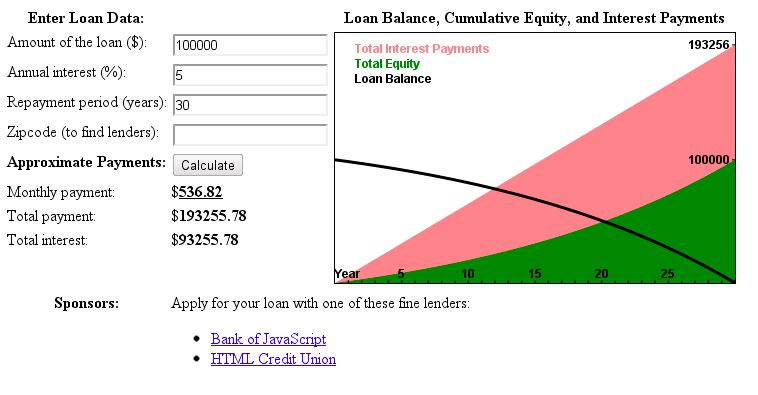 Enter Loan Data:
Loan Balance, Cumulative Equity, and Interest Payments
Amount of the loan ($): 100000
Annual interest (%): 5
Repayment period (years): 30
Zipcode (to find lenders):
Approximate Payments: Calculate
Monthly payment: $536.82
Total payment: $193255.78
Total interest: $93255.78
Total Interest Payments
Total Equity
Loan Balance
193256
100000
Year 5 10 15 20 25
Sponsors: Apply for your loan with one of these fine lenders:
Bank of JavaScript
HTML Credit Union